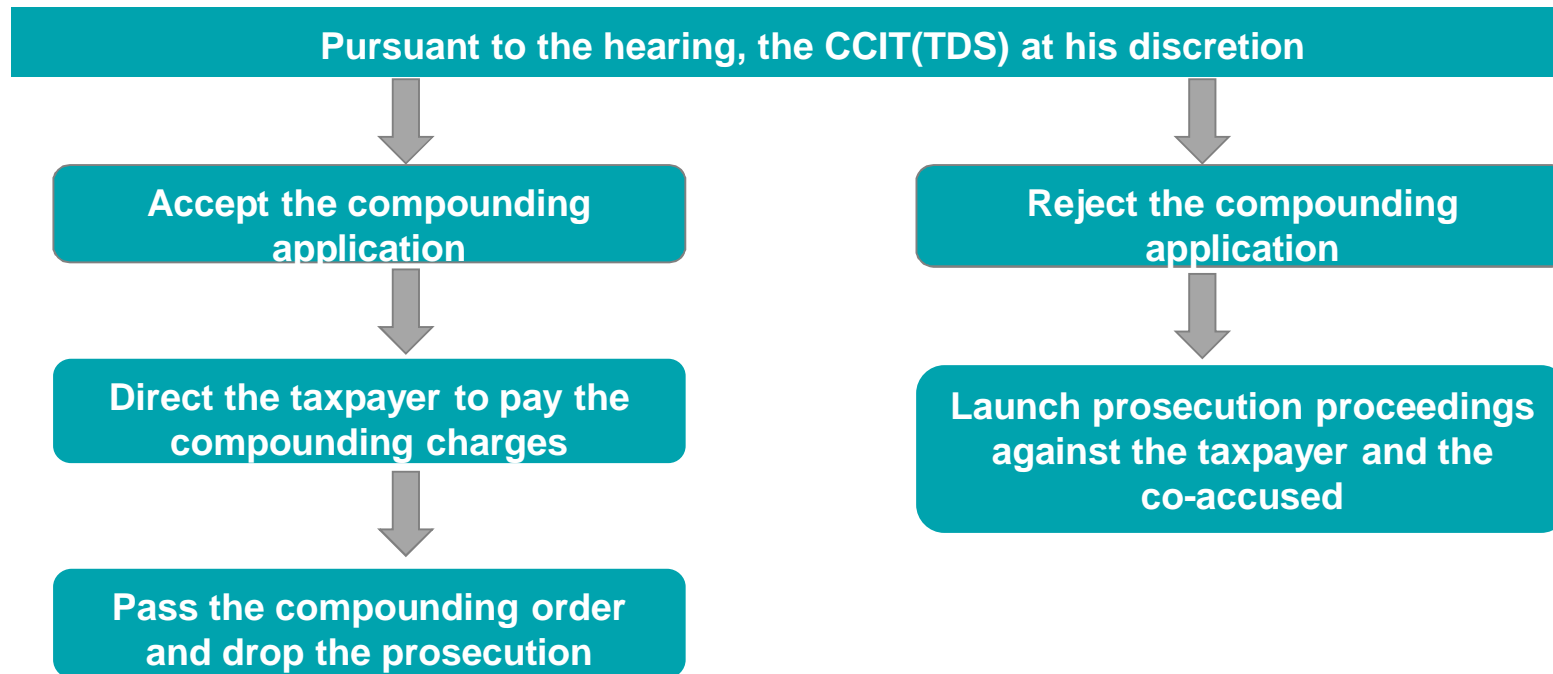 Pursuant to the hearing, the CCIT(TDS) at his discretion
Accept the compounding
application
Reject the compounding
application
Direct the taxpayer to pay the
compounding charges
Launch prosecution proceedings
against the taxpayer and the
co-accused
Pass the compounding order
and drop the prosecution